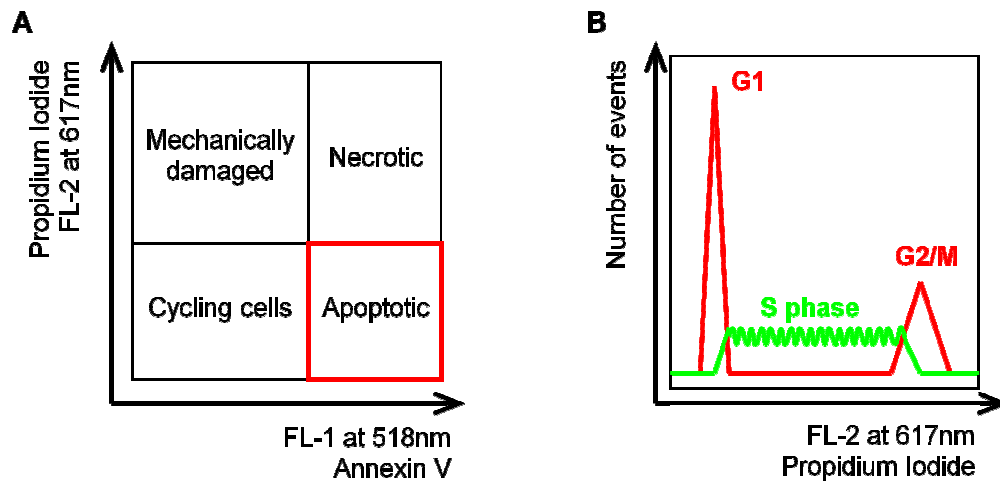 A
Propidium Iodide
FL-2 at 617nm
Mechanically
damaged
Necrotic
Cycling cells
Apoptotic
FL-1 at 518nm
Annexin V
B
Number of events
G1
G2/M
S phase
FL-2 at 617nm
Propidium Iodide